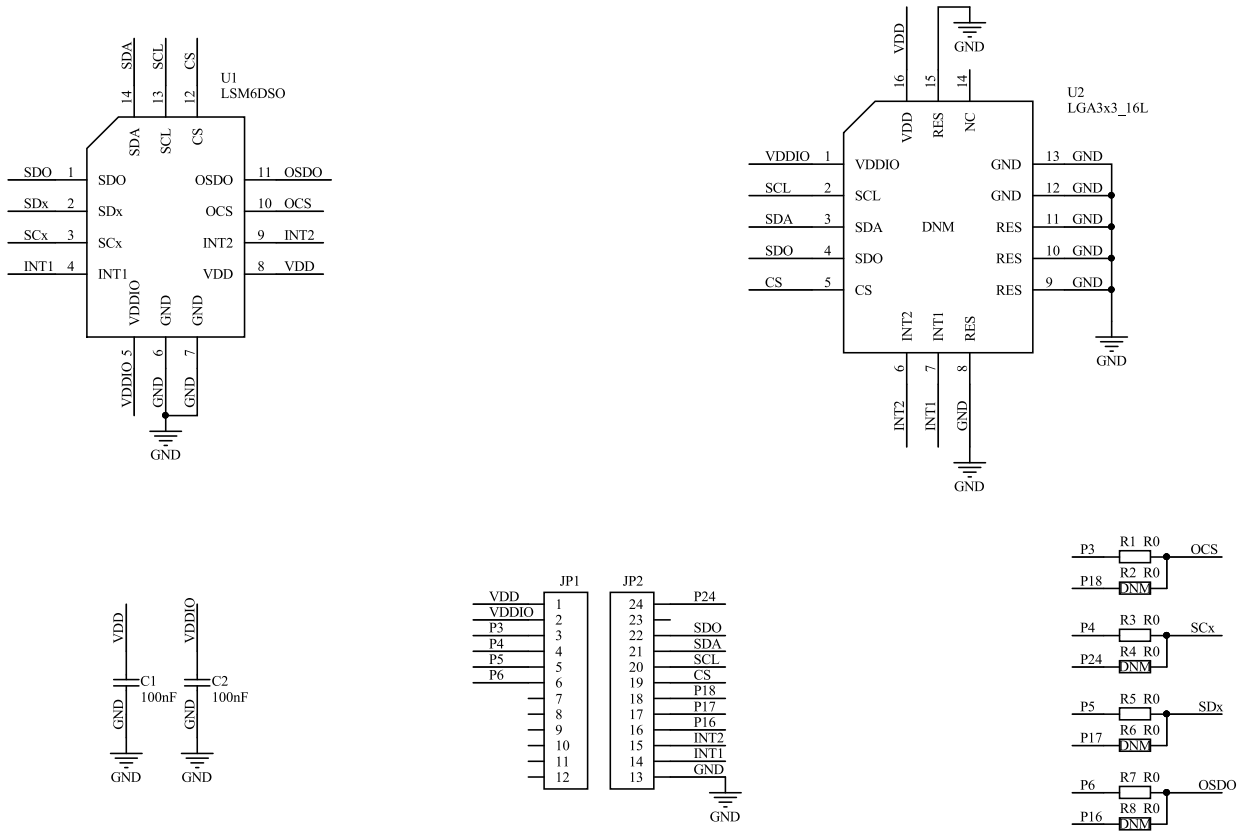 U1
LSM6DSO
SDA
SCL
CS
14
13
12
SDA
SCL
CS
SDO 1 SDO
SDx 2 SDx
SCx 3 SCx
INT1 4 INT1
OSDO 11 OSDO
OCS 10 OCS
INT2 9 INT2
VDD 8 VDD
VDDIO
GND
GND
5
6
7
VDDIO
GND
GND
GND
U2
LGA3x3_16L
VDD
GND
16
15
14
VDD
RES
NC
VDDIO 1 VDDIO
SCL 2 SCL
SDA 3 SDA
SDO 4 SDO
CS 5 CS
DNM
GND 13 GND
GND 12 GND
RES 11 GND
RES 10 GND
RES 9 GND
GND
INT2
INT1
RES
6
7
8
INT2
INT1
GND
GND
VDD
C1
100nF
GND
GND
VDDIO
C2
100nF
GND
GND
JP1
VDD 1
VDDIO 2
P3 3
P4 4
P5 5
P6 6
7
8
9
10
11
12
JP2
24 P24
23
22 SDO
21 SDA
20 SCL
19 CS
18 P18
17 P17
16 P16
15 INT2
14 INT1
13 GND
GND
P3 R1 R0 OCS
P18 R2 R0
DNM
P4 R3 R0 SCx
P24 R4 R0
DNM
P5 R5 R0 SDx
P17 R6 R0
DNM
P6 R7 R0 OSDO
P16 R8 R0
DNM